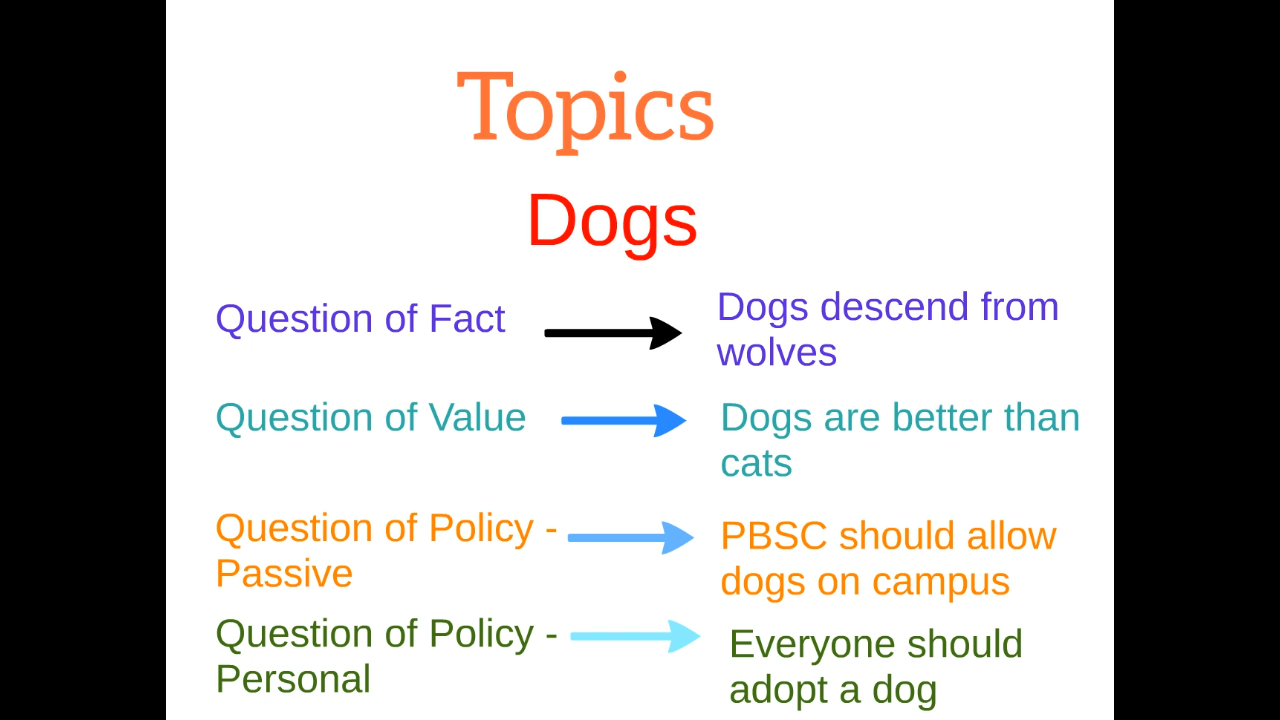 Topics
Dogs
Question of Fact
Dogs descend from
wolves
Question of Value
Dogs are better than
cats
Question of Policy -
Passive
PBSC should allow
dogs on campus
Question of Policy -
Personal
Everyone should
adopt a dog